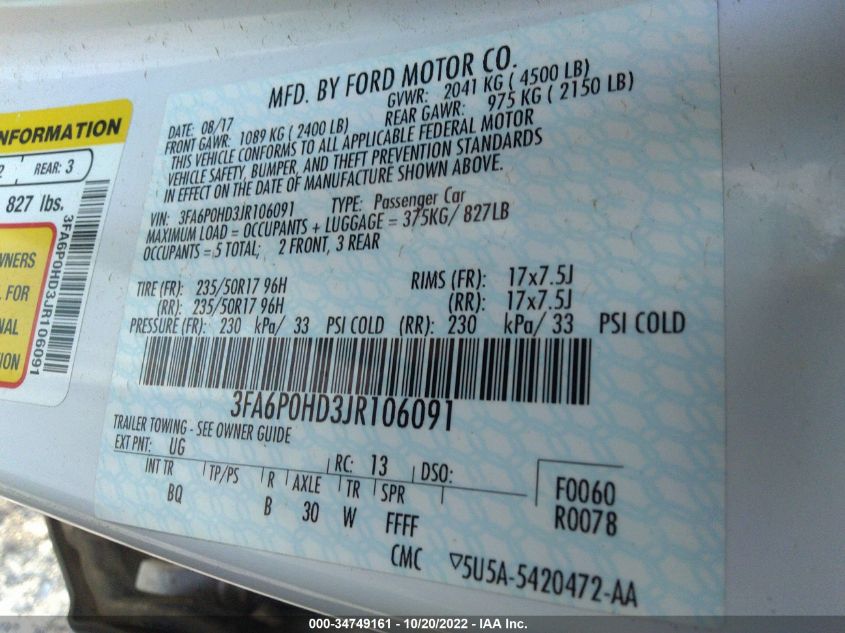 MFD. BY FORD MOTOR CO.
DATE: 08/17 GVWR: 2041 KG ( 4500 LB)
FRONT GAWR: 1089 KG ( 2400 LB) REAR GAWR: 975 KG ( 2150 LB)
THIS VEHICLE CONFORMS TO ALL APPLICABLE FEDERAL MOTOR
VEHICLE SAFETY, BUMPER, AND THEFT PREVENTION STANDARDS
IN EFFECT ON THE DATE OF MANUFACTURE SHOWN ABOVE.
VIN: 3FA6P0HD3JR106091 TYPE: Passenger Car
MAXIMUM LOAD = OCCUPANTS + LUGGAGE = 375KG/ 827LB
OCCUPANTS = 5 TOTAL; 2 FRONT, 3 REAR
TIRE (FR): 235/50R17 96H RIMS (FR): 17x7.5J
(RR): 235/50R17 96H (RR): 17x7.5J
PRESSURE (FR): 230 kPa/ 33 PSI COLD (RR): 230 kPa/ 33 PSI COLD
3FA6P0HD3JR106091
TRAILER TOWING - SEE OWNER GUIDE
EXT PNT: UG RC: 13 DSO:
INT TR TP/PS R AXLE TR SPR
BQ B 30 W FFFF
F0060
R0078
CMC ▽5U5A-5420472-AA
INFORMATION
2 REAR: 3
827 lbs.
3FA6P0HD3JR106091
WNERS
L FOR
NAL
TION
000-34749161 - 10/20/2022 - IAA Inc.